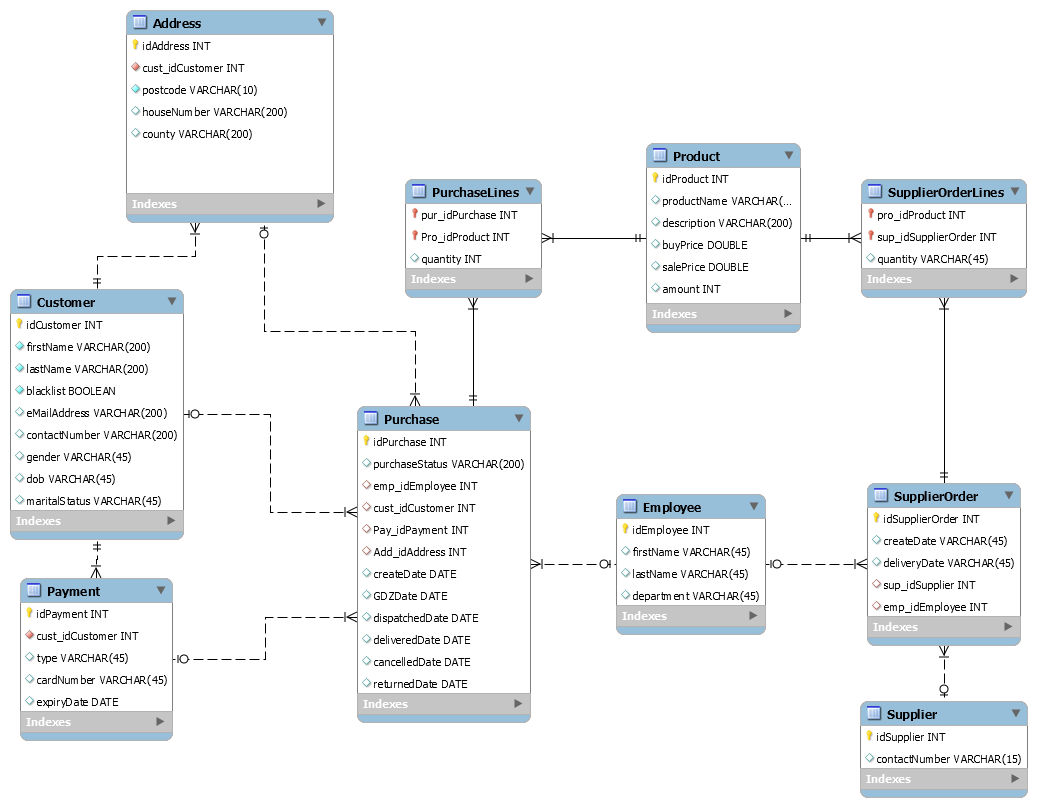 Address
idAddress INT
cust_idCustomer INT
postcode VARCHAR(10)
houseNumber VARCHAR(200)
county VARCHAR(200)
Indexes
Customer
idCustomer INT
firstName VARCHAR(200)
lastName VARCHAR(200)
blacklist BOOLEAN
eMailAddress VARCHAR(200)
contactNumber VARCHAR(200)
gender VARCHAR(45)
dob VARCHAR(45)
maritalStatus VARCHAR(45)
Indexes
Payment
idPayment INT
cust_idCustomer INT
type VARCHAR(45)
cardNumber VARCHAR(45)
expiryDate DATE
Indexes
PurchaseLines
pur_idPurchase INT
Pro_idProduct INT
quantity INT
Indexes
Purchase
idPurchase INT
purchaseStatus VARCHAR(200)
emp_idEmployee INT
cust_idCustomer INT
Pay_idPayment INT
Add_idAddress INT
createDate DATE
GDZDate DATE
dispatchedDate DATE
deliveredDate DATE
cancelledDate DATE
returnedDate DATE
Indexes
Product
idProduct INT
productName VARCHAR(...
description VARCHAR(200)
buyPrice DOUBLE
salePrice DOUBLE
amount INT
Indexes
Employee
idEmployee INT
firstName VARCHAR(45)
lastName VARCHAR(45)
department VARCHAR(45)
Indexes
SupplierOrderLines
pro_idProduct INT
sup_idSupplierOrder INT
quantity VARCHAR(45)
Indexes
SupplierOrder
idSupplierOrder INT
createDate VARCHAR(45)
deliveryDate VARCHAR(45)
sup_idSupplier INT
emp_idEmployee INT
Indexes
Supplier
idSupplier INT
contactNumber VARCHAR(15)
Indexes